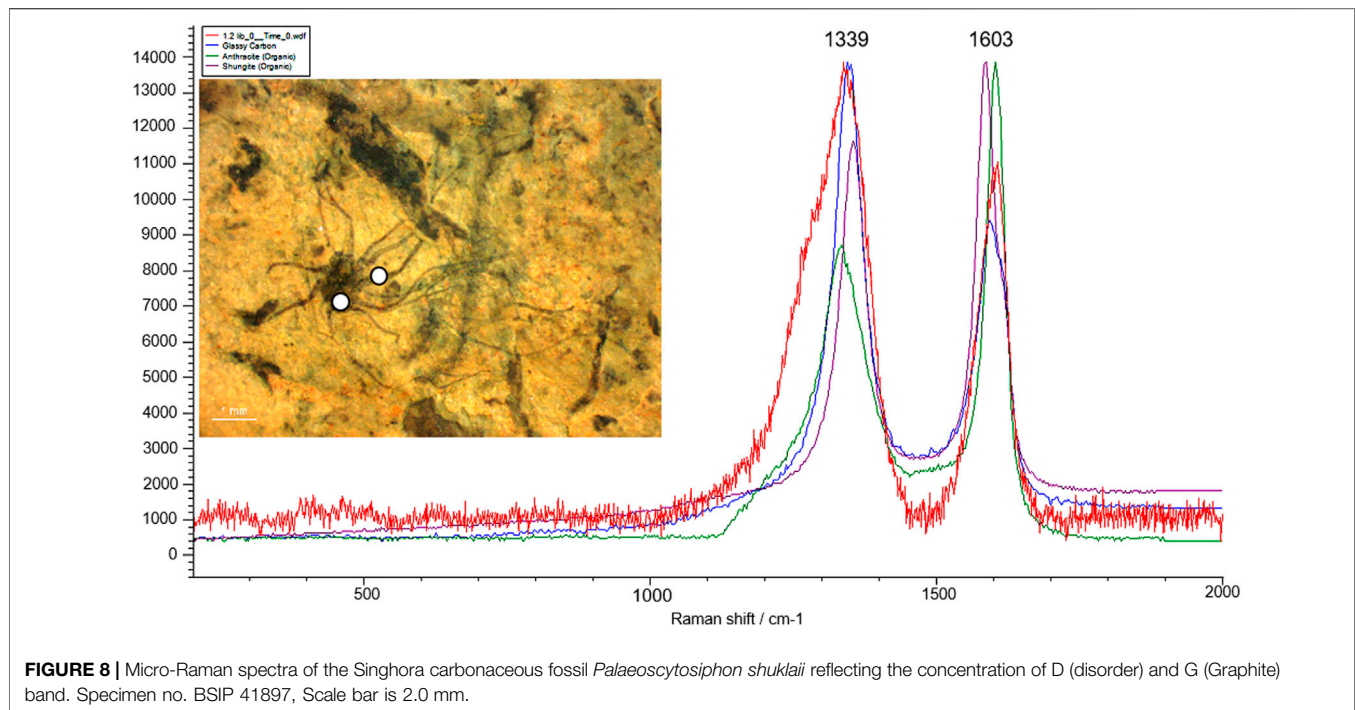 1.2 lib_0__Time_0.wdf
Glassy Carbon
Anthracite (Organic)
Shungite (Organic)
1339
1603
14000
13000
12000
11000
10000
9000
8000
7000
6000
5000
4000
3000
2000
1000
0
mm
500
1000
1500
2000
Raman shift / cm-1
FIGURE 8 | Micro-Raman spectra of the Singhora carbonaceous fossil Palaeoscytosiphon shuklaii reflecting the concentration of D (disorder) and G (Graphite)
band. Specimen no. BSIP 41897, Scale bar is 2.0 mm.